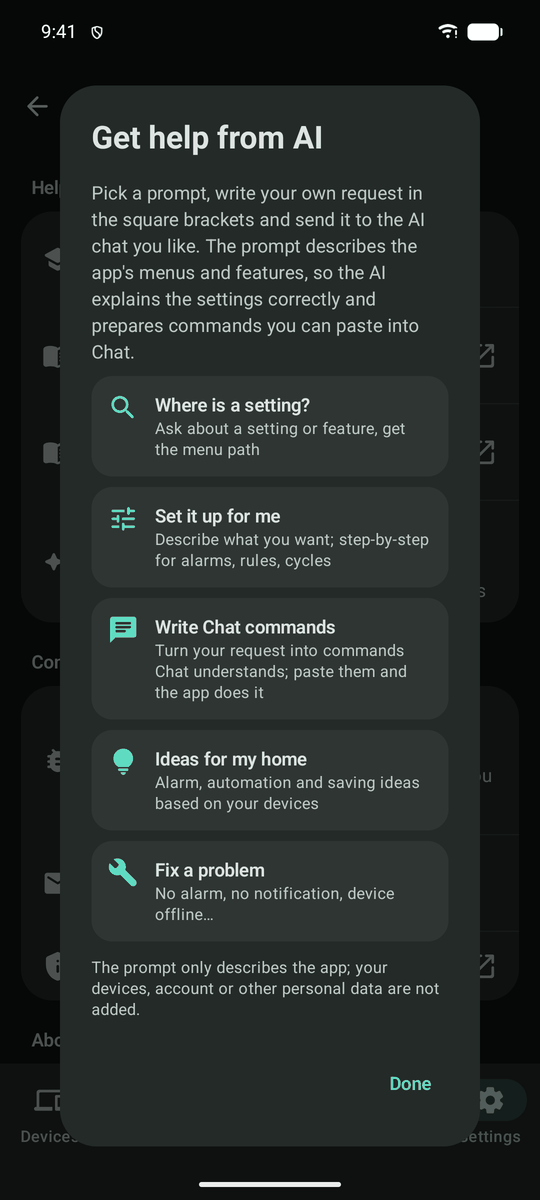 9:41
Get help from AI
Pick a prompt, write your own request in
the square brackets and send it to the AI
chat you like. The prompt describes the
app's menus and features, so the AI
explains the settings correctly and
prepares commands you can paste into
Chat.
Where is a setting?
Ask about a setting or feature, get
the menu path
Set it up for me
Describe what you want; step-by-step
for alarms, rules, cycles
Write Chat commands
Turn your request into commands
Chat understands; paste them and
the app does it
Ideas for my home
Alarm, automation and saving ideas
based on your devices
Fix a problem
No alarm, no notification, device
offline…
The prompt only describes the app; your
devices, account or other personal data are not
added.
Done
Devices